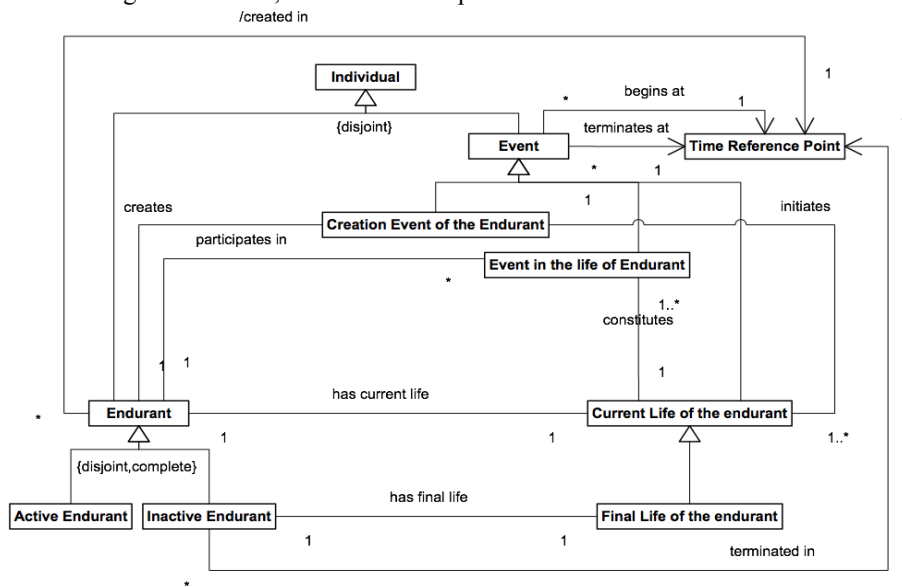 /created in
1
Individual
begins at
*
1
{disjoint}
terminates at
Event
Time Reference Point
*
1
1
creates
initiates
Creation Event of the Endurant
participates in
Event in the life of Endurant
*
1..*
constitutes
1
1
1
has current life
Endurant
Current Life of the endurant
*
1
1
1..*
{disjoint,complete}
has final life
Active Endurant
Inactive Endurant
Final Life of the endurant
1
1
terminated in
*